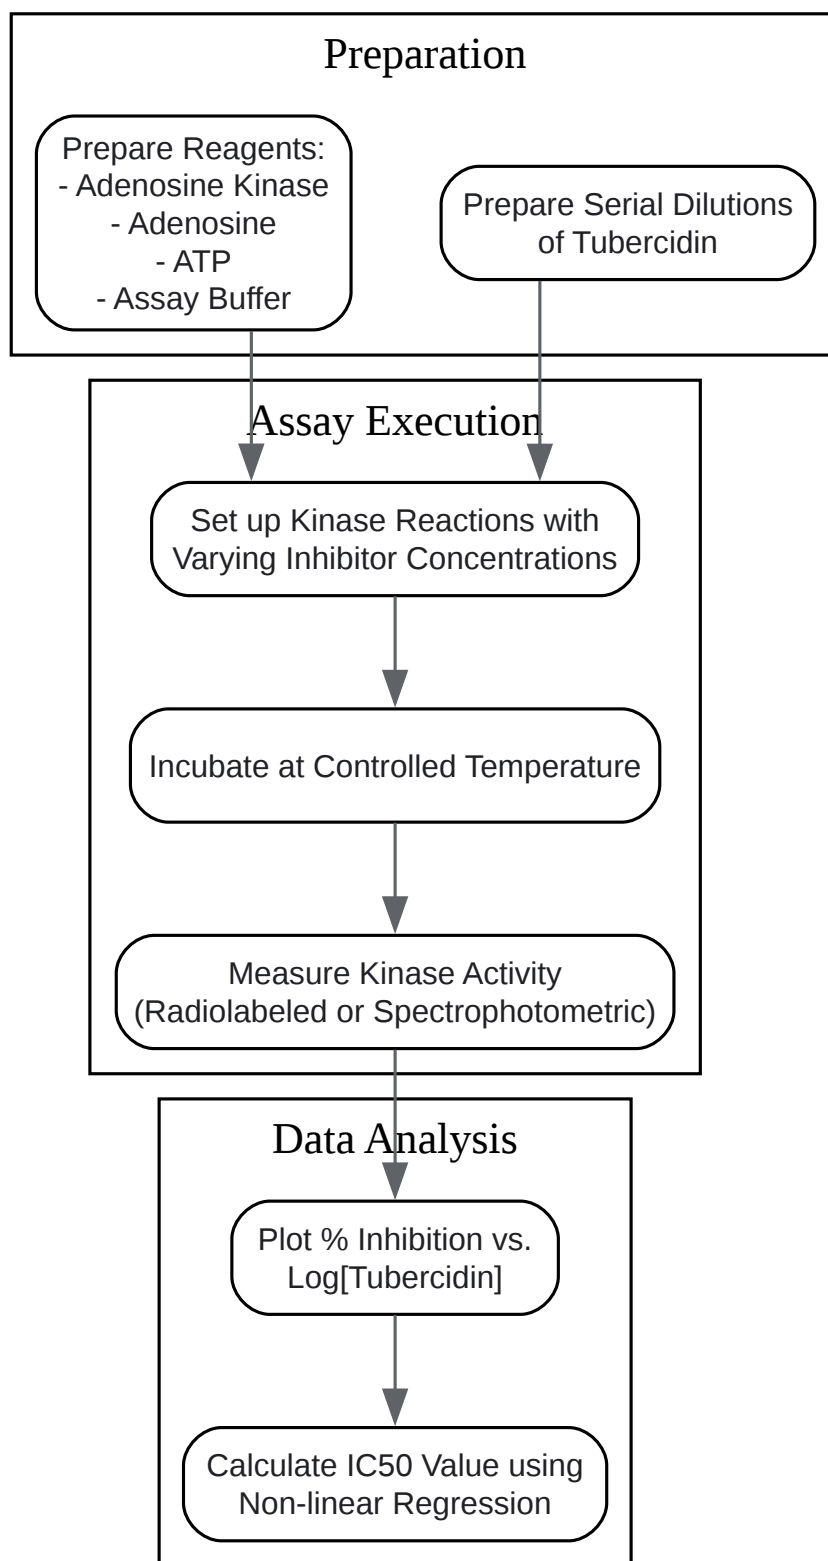 Preparation
Prepare Reagents:
- Adenosine Kinase
- Adenosine
- ATP
- Assay Buffer
Prepare Serial Dilutions
of Tubercidin
Assay Execution
Set up Kinase Reactions with
Varying Inhibitor Concentrations
Incubate at Controlled Temperature
Measure Kinase Activity
(Radiolabeled or Spectrophotometric)
Data Analysis
Plot % Inhibition vs.
Log[Tubercidin]
Calculate IC50 Value using
Non-linear Regression